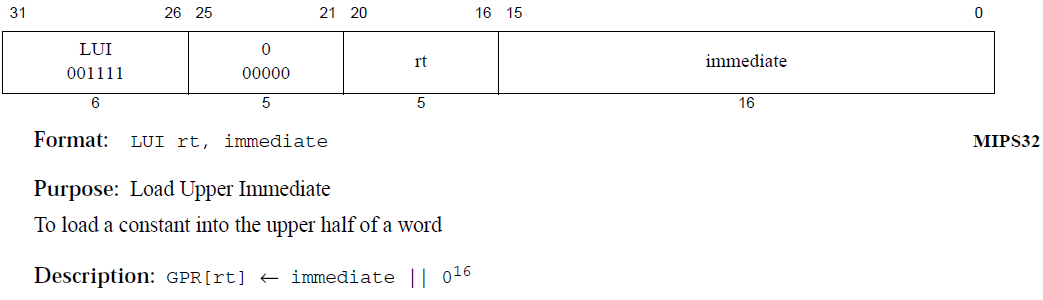 31 26 25 21 20 16 15 0
LUI 0
001111 00000 rt immediate
6 5 5 16
Format: LUI rt, immediate MIPS32
Purpose: Load Upper Immediate
To load a constant into the upper half of a word
Description: GPR[rt] ← immediate || 0¹⁶